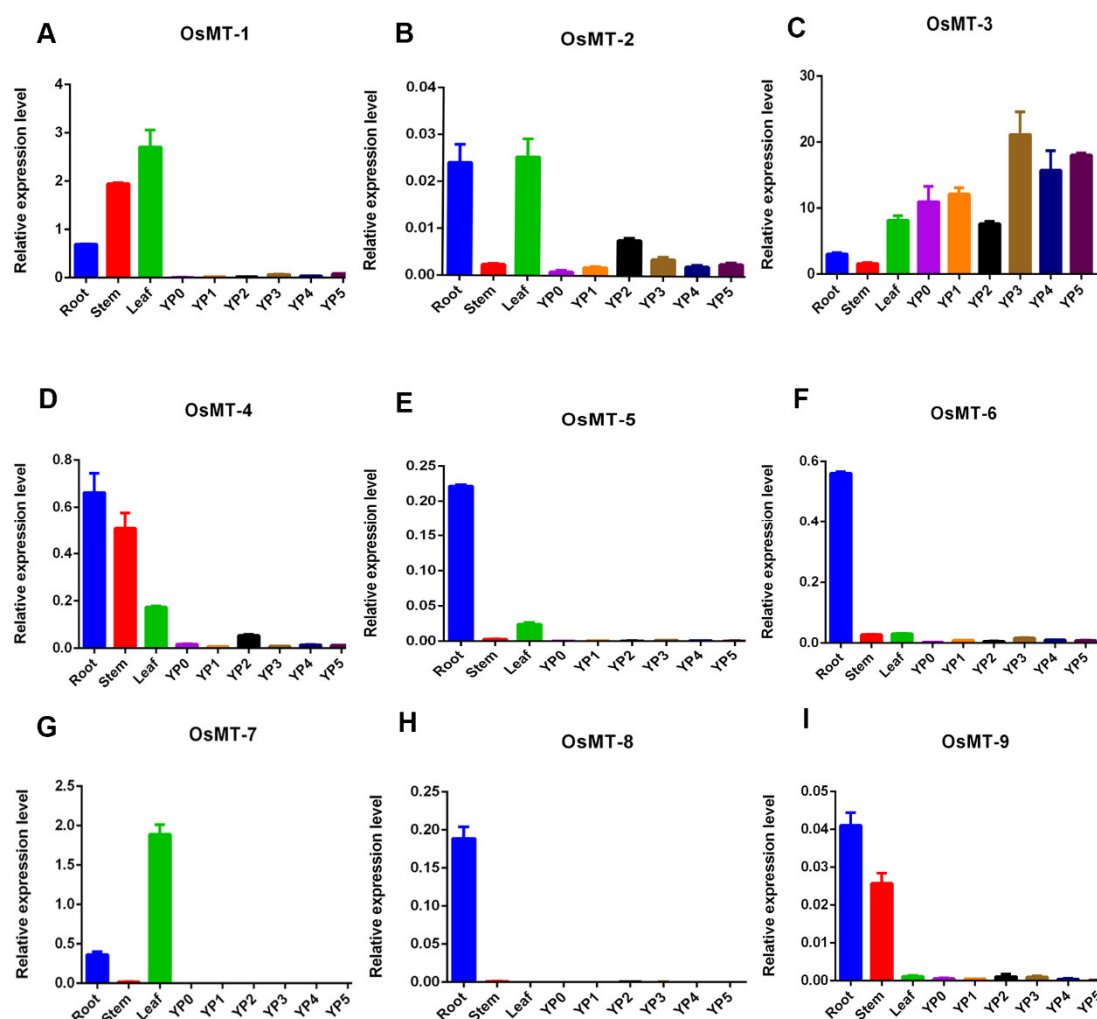 A
OsMT-1
Relative expression level
4
3
2
1
0
Root
Stem
Leaf
YP0
YP1
YP2
YP3
YP4
YP5
B
OsMT-2
Relative expression level
0.04
0.03
0.02
0.01
0.00
Root
Stem
Leaf
YP0
YP1
YP2
YP3
YP4
YP5
C
OsMT-3
Relative expression level
30
20
10
0
Root
Stem
Leaf
YP0
YP1
YP2
YP3
YP4
YP5
D
OsMT-4
Relative expression level
0.8
0.6
0.4
0.2
0.0
Root
Stem
Leaf
YP0
YP1
YP2
YP3
YP4
YP5
E
OsMT-5
Relative expression level
0.25
0.20
0.15
0.10
0.05
0.00
Root
Stem
Leaf
YP0
YP1
YP2
YP3
YP4
YP5
F
OsMT-6
Relative expression level
0.6
0.4
0.2
0.0
Root
Stem
Leaf
YP0
YP1
YP2
YP3
YP4
YP5
G
OsMT-7
Relative expression level
2.5
2.0
1.5
1.0
0.5
0.0
Root
Stem
Leaf
YP0
YP1
YP2
YP3
YP4
YP5
H
OsMT-8
Relative expression level
0.25
0.20
0.15
0.10
0.05
0.00
Root
Stem
Leaf
YP0
YP1
YP2
YP3
YP4
YP5
I
OsMT-9
Relative expression level
0.05
0.04
0.03
0.02
0.01
0.00
Root
Stem
Leaf
YP0
YP1
YP2
YP3
YP4
YP5